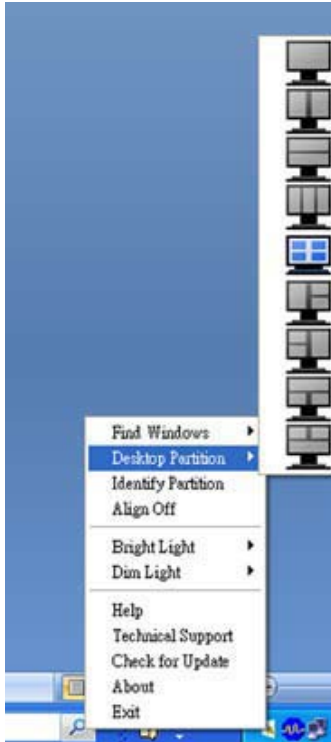 Find Windows
Desktop Partition
Identify Partition
Align Off
Bright Light
Dim Light
Help
Technical Support
Check for Update
About
Exit